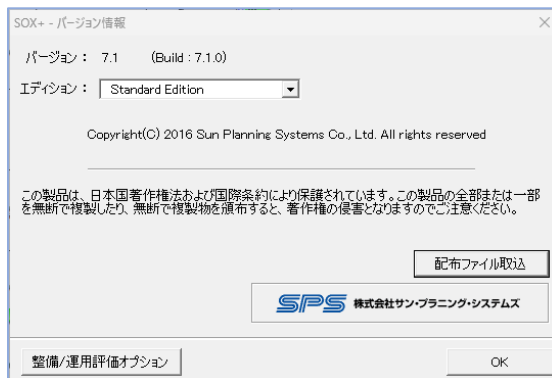 SOX+ - バージョン情報
バージョン： 7.1 (Build : 7.1.0)
エディション： Standard Edition
Copyright(C) 2016 Sun Planning Systems Co., Ltd. All rights reserved
この製品は、日本国著作権法および国際条約により保護されています。この製品の全部または一部
を無断で複製したり、無断で複製物を頒布すると、著作権の侵害となりますのでご注意ください。
配布ファイル取込
SPS 株式会社サン・プランニング・システムズ
整備/運用評価オプション
OK